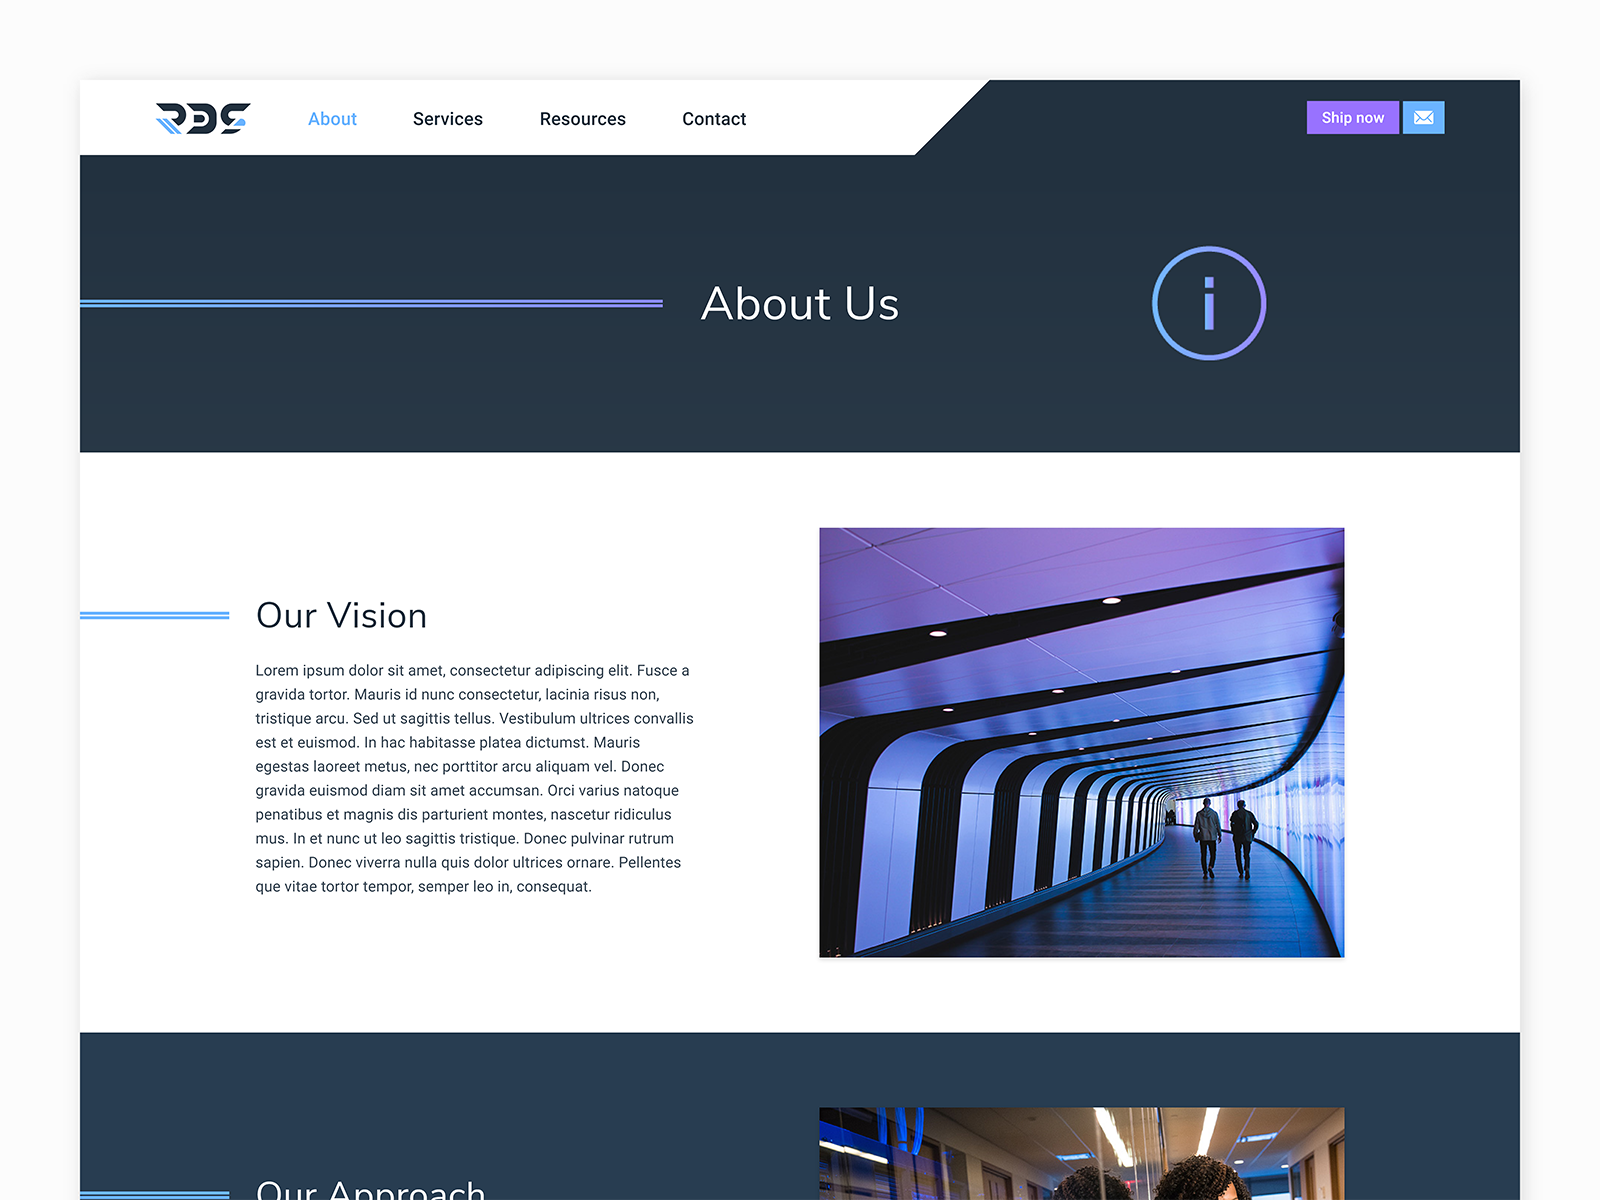 RDS
About
Services
Resources
Contact
Ship now
About Us
i
Our Vision
Lorem ipsum dolor sit amet, consectetur adipiscing elit. Fusce a
gravida tortor. Mauris id nunc consectetur, lacinia risus non,
tristique arcu. Sed ut sagittis tellus. Vestibulum ultrices convallis
est et euismod. In hac habitasse platea dictumst. Mauris
egestas laoreet metus, nec porttitor arcu aliquam vel. Donec
gravida euismod diam sit amet accumsan. Orci varius natoque
penatibus et magnis dis parturient montes, nascetur ridiculus
mus. In et nunc ut leo sagittis tristique. Donec pulvinar rutrum
sapien. Donec viverra nulla quis dolor ultrices ornare. Pellentes
que vitae tortor tempor, semper leo in, consequat.
Our Approach